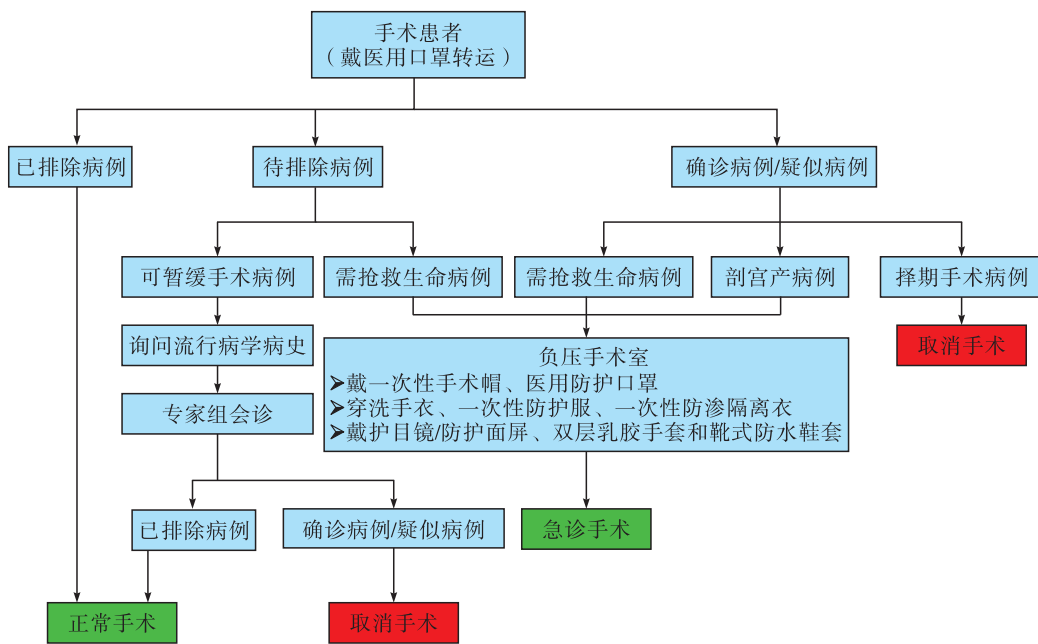 手术患者
（戴医用口罩转运）
已排除病例
待排除病例
确诊病例/疑似病例
可暂缓手术病例
需抢救生命病例
需抢救生命病例
剖宫产病例
择期手术病例
询问流行病学病史
负压手术室
➤戴一次性手术帽、医用防护口罩
➤穿洗手衣、一次性防护服、一次性防渗隔离衣
➤戴护目镜/防护面屏、双层乳胶手套和靴式防水鞋套
取消手术
专家组会诊
已排除病例
确诊病例/疑似病例
急诊手术
正常手术
取消手术